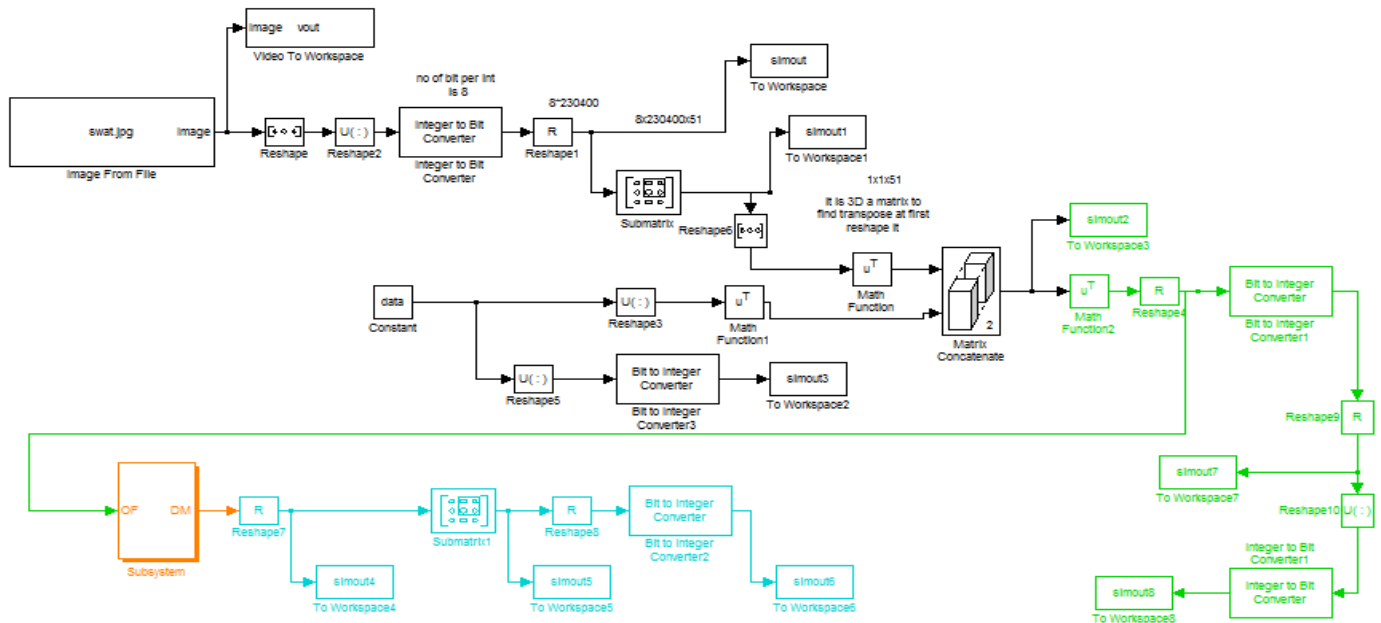 Image vout
Video To Workspace
no of bit per int
is 8
swat.jpg Image
Image From File
Reshape
U( : )
Reshape2
Integer to Bit
Converter
Integer to Bit
Converter
8~230400
R
Reshape1
8x230400x51
simout
To Workspace
simout1
To Workspace1
Submatrix
Reshape6
1x1x51
It is 3D a matrix to
find transpose at first
reshape it
uT
Math
Function
data
Constant
U( : )
Reshape3
uT
Math
Function1
2
Matrix
Concatenate
simout2
To Workspace3
uT
Math
Function2
R
Reshape4
Bit to Integer
Converter
Bit to Integer
Converter1
U( : )
Reshape5
Bit to Integer
Converter
Bit to Integer
Converter3
simout3
To Workspace2
Reshape9
R
simout7
To Workspace7
Reshape10
U( : )
Integer to Bit
Converter1
Integer to Bit
Converter
simout8
To Workspace8
OF DM
Subsystem
R
Reshape7
simout4
To Workspace4
Submatrix1
simout5
To Workspace5
R
Reshape8
Bit to Integer
Converter
Bit to Integer
Converter2
simout6
To Workspace6